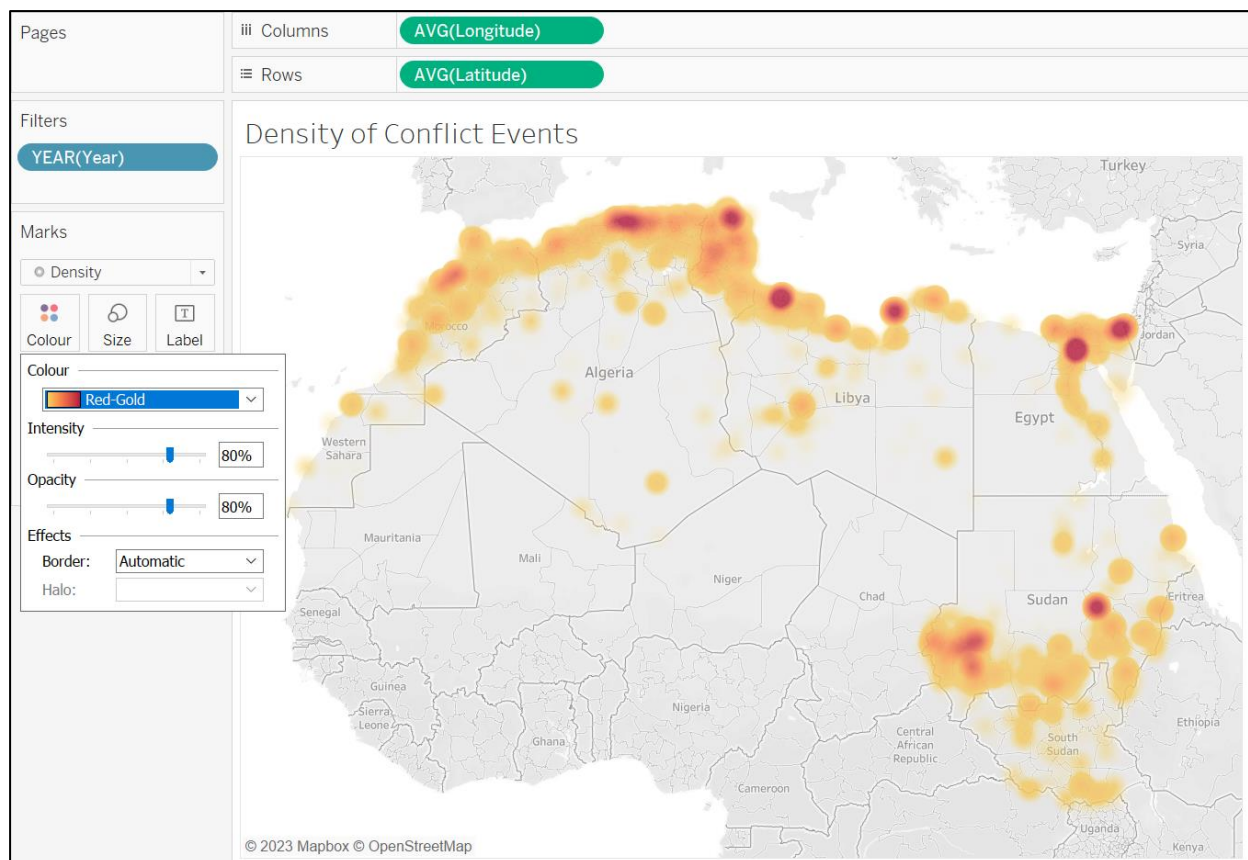 Pages
iii Columns
AVG(Longitude)
Rows
AVG(Latitude)
Filters
YEAR(Year)
Marks
Density
Colour
Size
T
Label
Colour
Red-Gold
Intensity
80%
Opacity
80%
Effects
Border:
Automatic
Halo:
Density of Conflict Events
Turkey
Syria
Jordan
Morocco
Algeria
Libya
Egypt
Western
Sahara
Mauritania
Mali
Niger
Chad
Sudan
Eritrea
Senegal
Guinea
Sierra
Leone
Ghana
Nigeria
Central
African
Republic
South
Sudan
Ethiopia
Cameroon
Uganda
Kenya
© 2023 Mapbox © OpenStreetMap